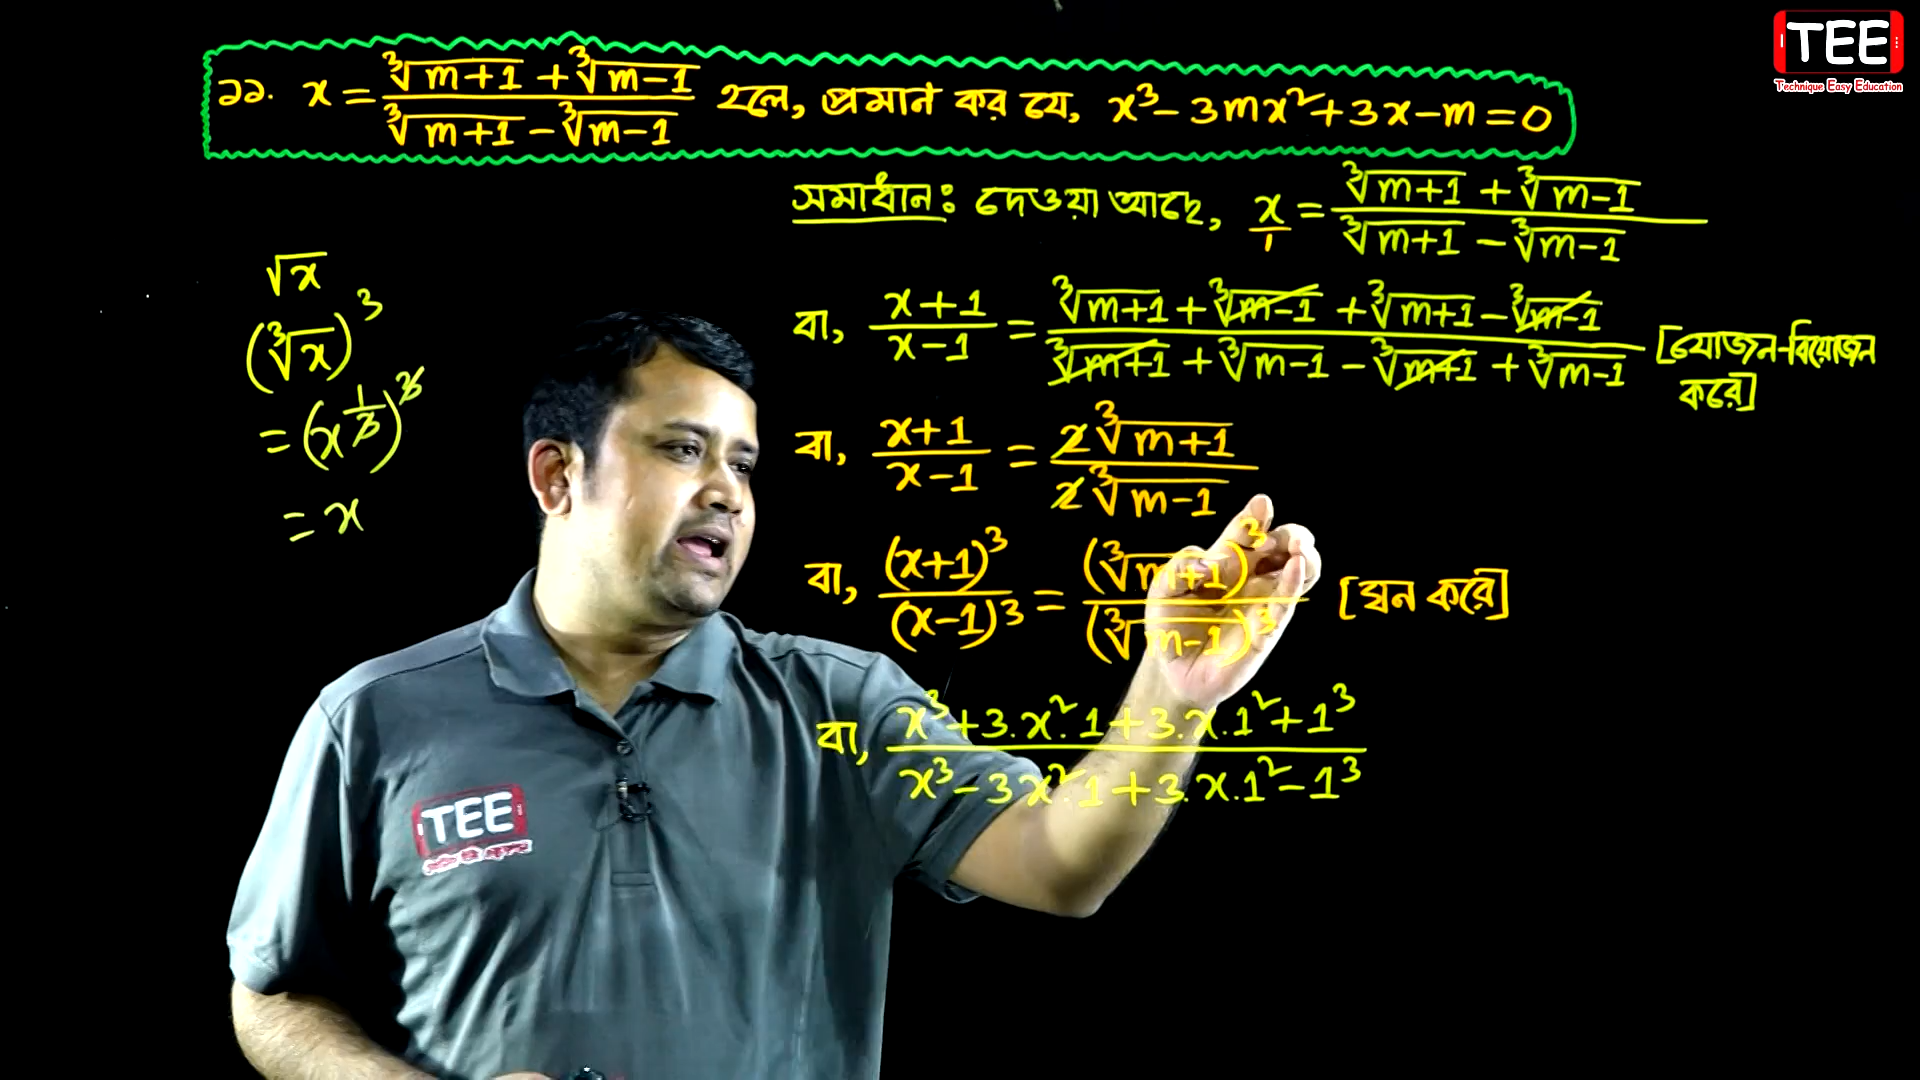 TEE
Technique Easy Education
১১. x = (∛(m+1) + ∛(m-1)) / (∛(m+1) - ∛(m-1)) হলে, প্রমান কর যে, x³ - 3mx² + 3x - m = 0
সমাধান: দেওয়া আছে, x/1 = (∛(m+1) + ∛(m-1)) / (∛(m+1) - ∛(m-1))
বা, (x+1)/(x-1) = (∛(m+1) + ∛(m-1) + ∛(m+1) - ∛(m-1)) / (∛(m+1) + ∛(m-1) - ∛(m+1) + ∛(m-1)) [যোজন-বিয়োজন
করে]
বা, (x+1)/(x-1) = 2∛(m+1) / 2∛(m-1)
বা, (x+1)³/(x-1)³ = (∛(m+1))³ / (∛(m-1))³ [ঘন করে]
বা, (x³ + 3.x².1 + 3.x.1² + 1³) / (x³ - 3x².1 + 3.x.1² - 1³)
√x
(∛x)³
= (x^(1/3))³
= x
TEE